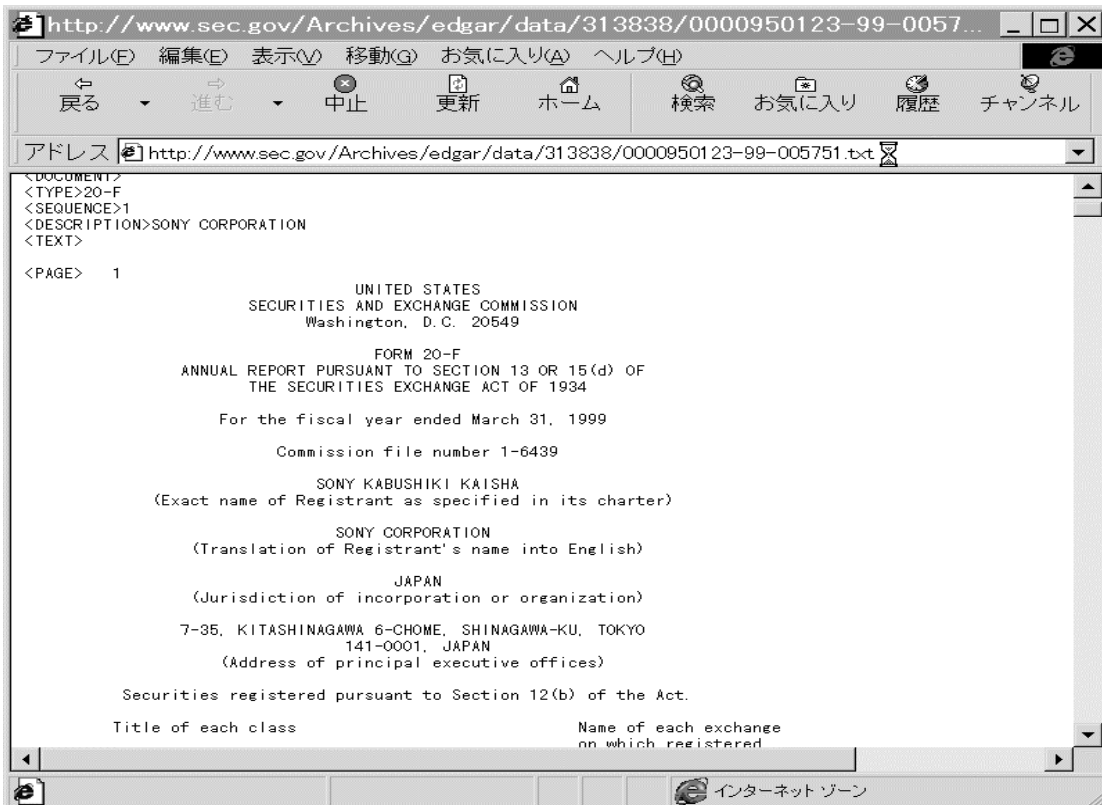 http://www.sec.gov/Archives/edgar/data/313838/0000950123-99-0057...
ファイル(F) 編集(E) 表示(V) 移動(G) お気に入り(A) ヘルプ(H)
戻る 進む 中止 更新 ホーム 検索 お気に入り 履歴 チャンネル
アドレス http://www.sec.gov/Archives/edgar/data/313838/0000950123-99-005751.txt
<DOCUMENT>
<TYPE>20-F
<SEQUENCE>1
<DESCRIPTION>SONY CORPORATION
<TEXT>
<PAGE> 1
UNITED STATES
SECURITIES AND EXCHANGE COMMISSION
Washington, D.C. 20549
FORM 20-F
ANNUAL REPORT PURSUANT TO SECTION 13 OR 15(d) OF
THE SECURITIES EXCHANGE ACT OF 1934
For the fiscal year ended March 31, 1999
Commission file number 1-6439
SONY KABUSHIKI KAISHA
(Exact name of Registrant as specified in its charter)
SONY CORPORATION
(Translation of Registrant's name into English)
JAPAN
(Jurisdiction of incorporation or organization)
7-35, KITASHINAGAWA 6-CHOME, SHINAGAWA-KU, TOKYO
141-0001, JAPAN
(Address of principal executive offices)
Securities registered pursuant to Section 12(b) of the Act.
Title of each class Name of each exchange
on which registered
インターネット ゾーン